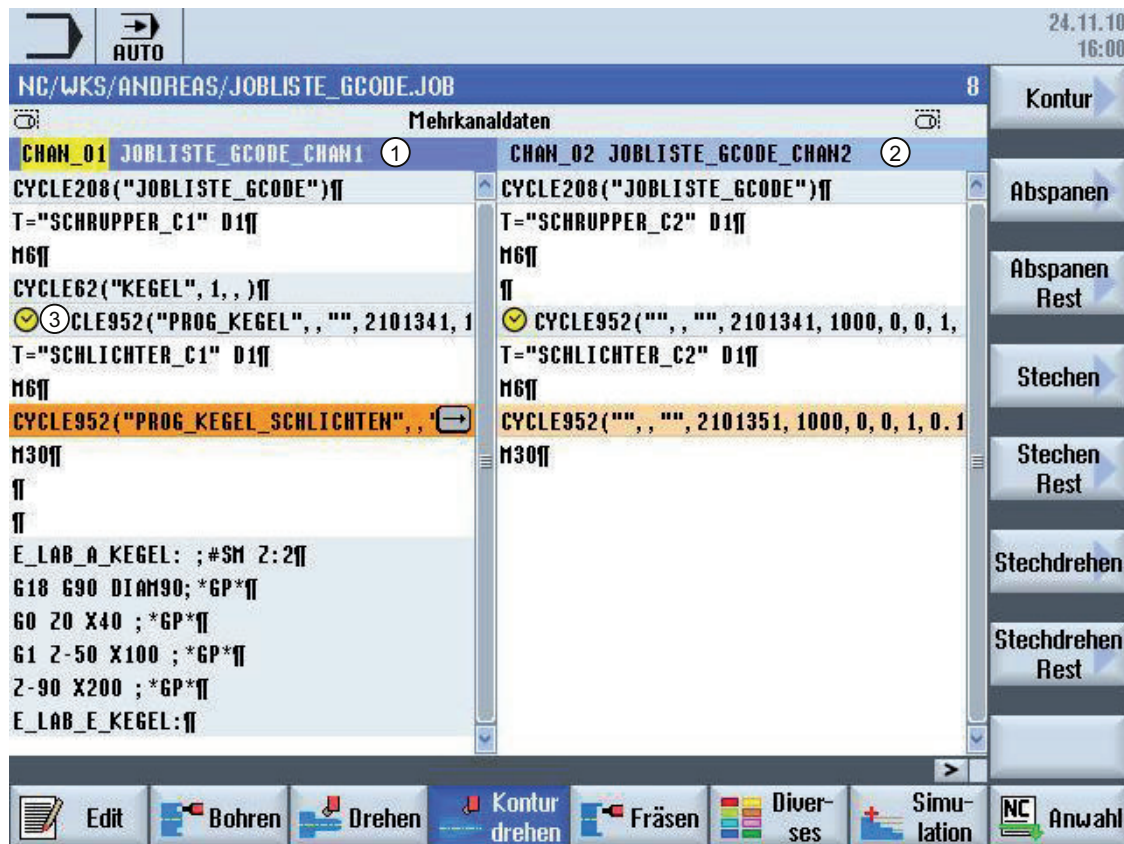 24.11.10
16:00
AUTO
NC/WKS/ANDREAS/JOBLISTE_GCODE.JOB 8
Mehrkanaldaten
CHAN_01 JOBLISTE_GCODE_CHAN1 ①
CYCLE208("JOBLISTE_GCODE")¶
T="SCHRUPPER_C1" D1¶
M6¶
CYCLE62("KEGEL",1,,)¶
③CLE952("PROG_KEGEL",,"",2101341,1
T="SCHLICHTER_C1" D1¶
M6¶
CYCLE952("PROG_KEGEL_SCHLICHTEN",,"
M30¶
¶
¶
E_LAB_A_KEGEL: ;#SM Z:2¶
G18 G90 DIAM90;*GP*¶
G0 Z0 X40 ;*GP*¶
G1 Z-50 X100 ;*GP*¶
Z-90 X200 ;*GP*¶
E_LAB_E_KEGEL:¶
CHAN_02 JOBLISTE_GCODE_CHAN2 ②
CYCLE208("JOBLISTE_GCODE")¶
T="SCHRUPPER_C2" D1¶
M6¶
¶
CYCLE952("",,"",2101341,1000,0,0,1,
T="SCHLICHTER_C2" D1¶
M6¶
CYCLE952("",,"",2101351,1000,0,0,1,0.1
M30¶
Kontur
Abspanen
Abspanen
Rest
Stechen
Stechen
Rest
Stechdrehen
Stechdrehen
Rest
>
Edit
Bohren
Drehen
Kontur
drehen
Fräsen
Diver-
ses
Simu-
lation
NC Anwahl